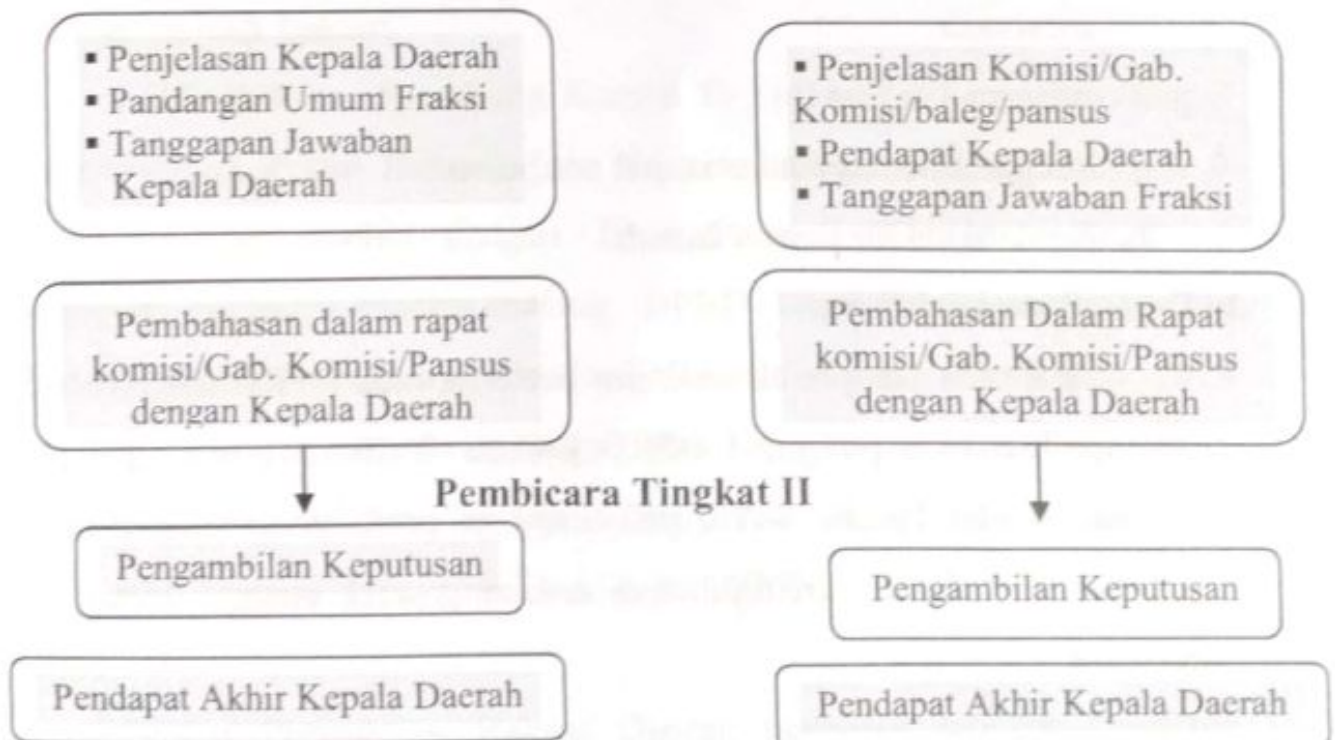 ▪ Penjelasan Kepala Daerah
▪ Pandangan Umum Fraksi
▪ Tanggapan Jawaban
Kepala Daerah
▪ Penjelasan Komisi/Gab.
Komisi/baleg/pansus
▪ Pendapat Kepala Daerah
▪ Tanggapan Jawaban Fraksi
Pembahasan dalam rapat
komisi/Gab. Komisi/Pansus
dengan Kepala Daerah
Pembahasan Dalam Rapat
komisi/Gab. Komisi/Pansus
dengan Kepala Daerah
Pembicara Tingkat II
Pengambilan Keputusan
Pengambilan Keputusan
Pendapat Akhir Kepala Daerah
Pendapat Akhir Kepala Daerah